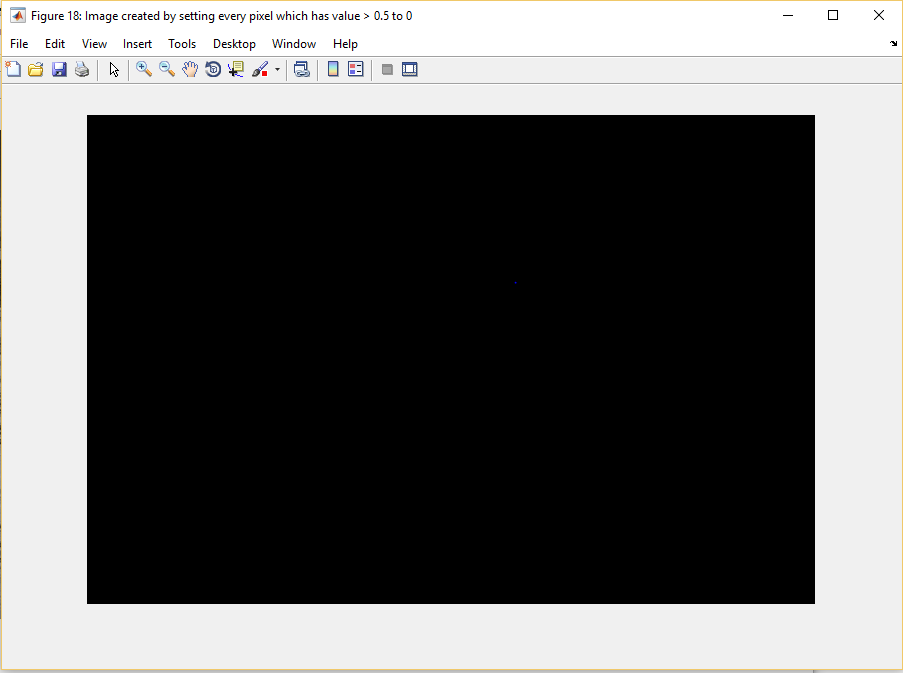 Figure 18: Image created by setting every pixel which has value > 0.5 to 0
File Edit View Insert Tools Desktop Window Help